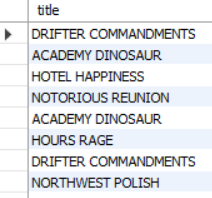 title
DRIFTER COMMANDMENTS
ACADEMY DINOSAUR
HOTEL HAPPINESS
NOTORIOUS REUNION
ACADEMY DINOSAUR
HOURS RAGE
DRIFTER COMMANDMENTS
NORTHWEST POLISH